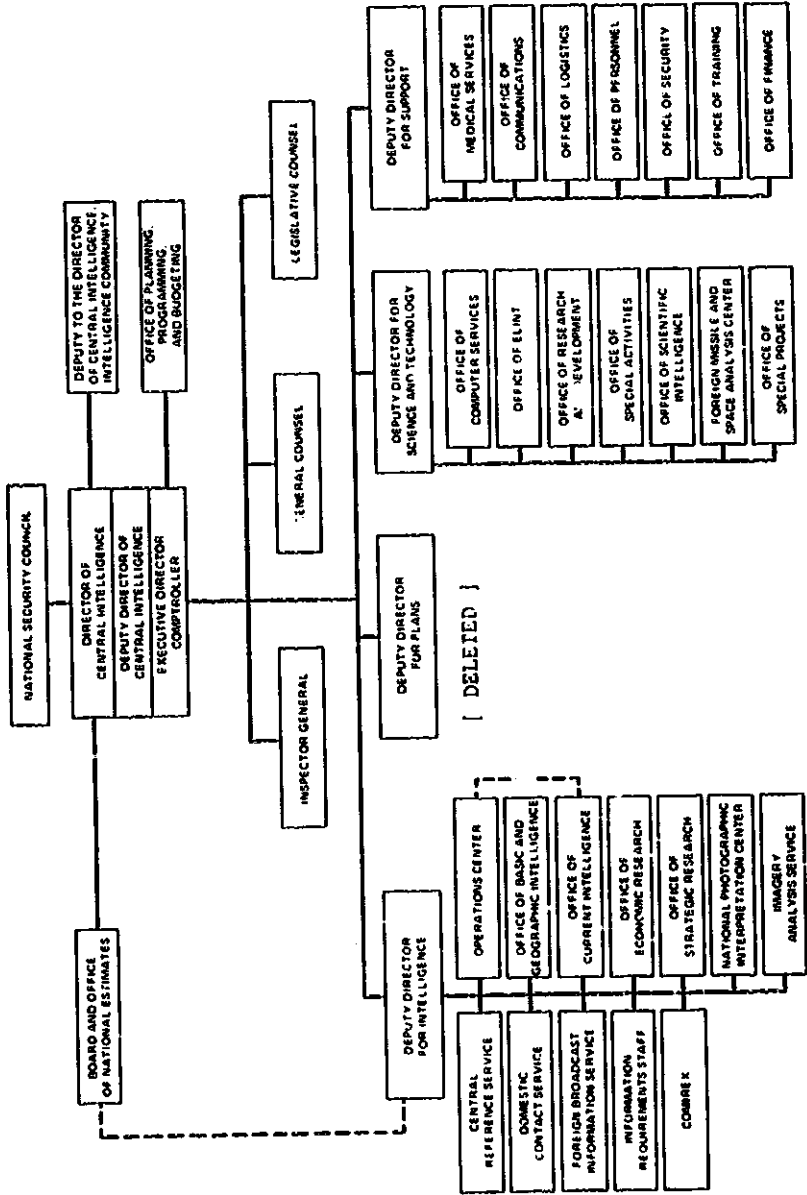 NATIONAL SECURITY COUNCIL
DIRECTOR OF
CENTRAL INTELLIGENCE
DEPUTY DIRECTOR OF
CENTRAL INTELLIGENCE
EXECUTIVE DIRECTOR
COMPTROLLER
DEPUTY TO THE DIRECTOR
OF CENTRAL INTELLIGENCE,
INTELLIGENCE COMMUNITY
OFFICE OF PLANNING,
PROGRAMMING,
AND BUDGETING
BOARD AND OFFICE
OF NATIONAL ESTIMATES
INSPECTOR GENERAL
GENERAL COUNSEL
LEGISLATIVE COUNSEL
DEPUTY DIRECTOR
FOR INTELLIGENCE
CENTRAL
REFERENCE SERVICE
DOMESTIC
CONTACT SERVICE
FOREIGN BROADCAST
INFORMATION SERVICE
INFORMATION
REQUIREMENTS STAFF
COMIREX
OPERATIONS CENTER
OFFICE OF BASIC AND
GEOGRAPHIC INTELLIGENCE
OFFICE OF
CURRENT INTELLIGENCE
OFFICE OF
ECONOMIC RESEARCH
OFFICE OF
STRATEGIC RESEARCH
NATIONAL PHOTOGRAPHIC
INTERPRETATION CENTER
IMAGERY
ANALYSIS SERVICE
DEPUTY DIRECTOR
FOR PLANS
[ DELETED ]
DEPUTY DIRECTOR FOR
SCIENCE AND TECHNOLOGY
OFFICE OF
COMPUTER SERVICES
OFFICE OF ELINT
OFFICE OF RESEARCH
AND DEVELOPMENT
OFFICE OF
SPECIAL ACTIVITIES
OFFICE OF SCIENTIFIC
INTELLIGENCE
FOREIGN MISSILE AND
SPACE ANALYSIS CENTER
OFFICE OF
SPECIAL PROJECTS
DEPUTY DIRECTOR
FOR SUPPORT
OFFICE OF
MEDICAL SERVICES
OFFICE OF
COMMUNICATIONS
OFFICE OF LOGISTICS
OFFICE OF PERSONNEL
OFFICE OF SECURITY
OFFICE OF TRAINING
OFFICE OF FINANCE